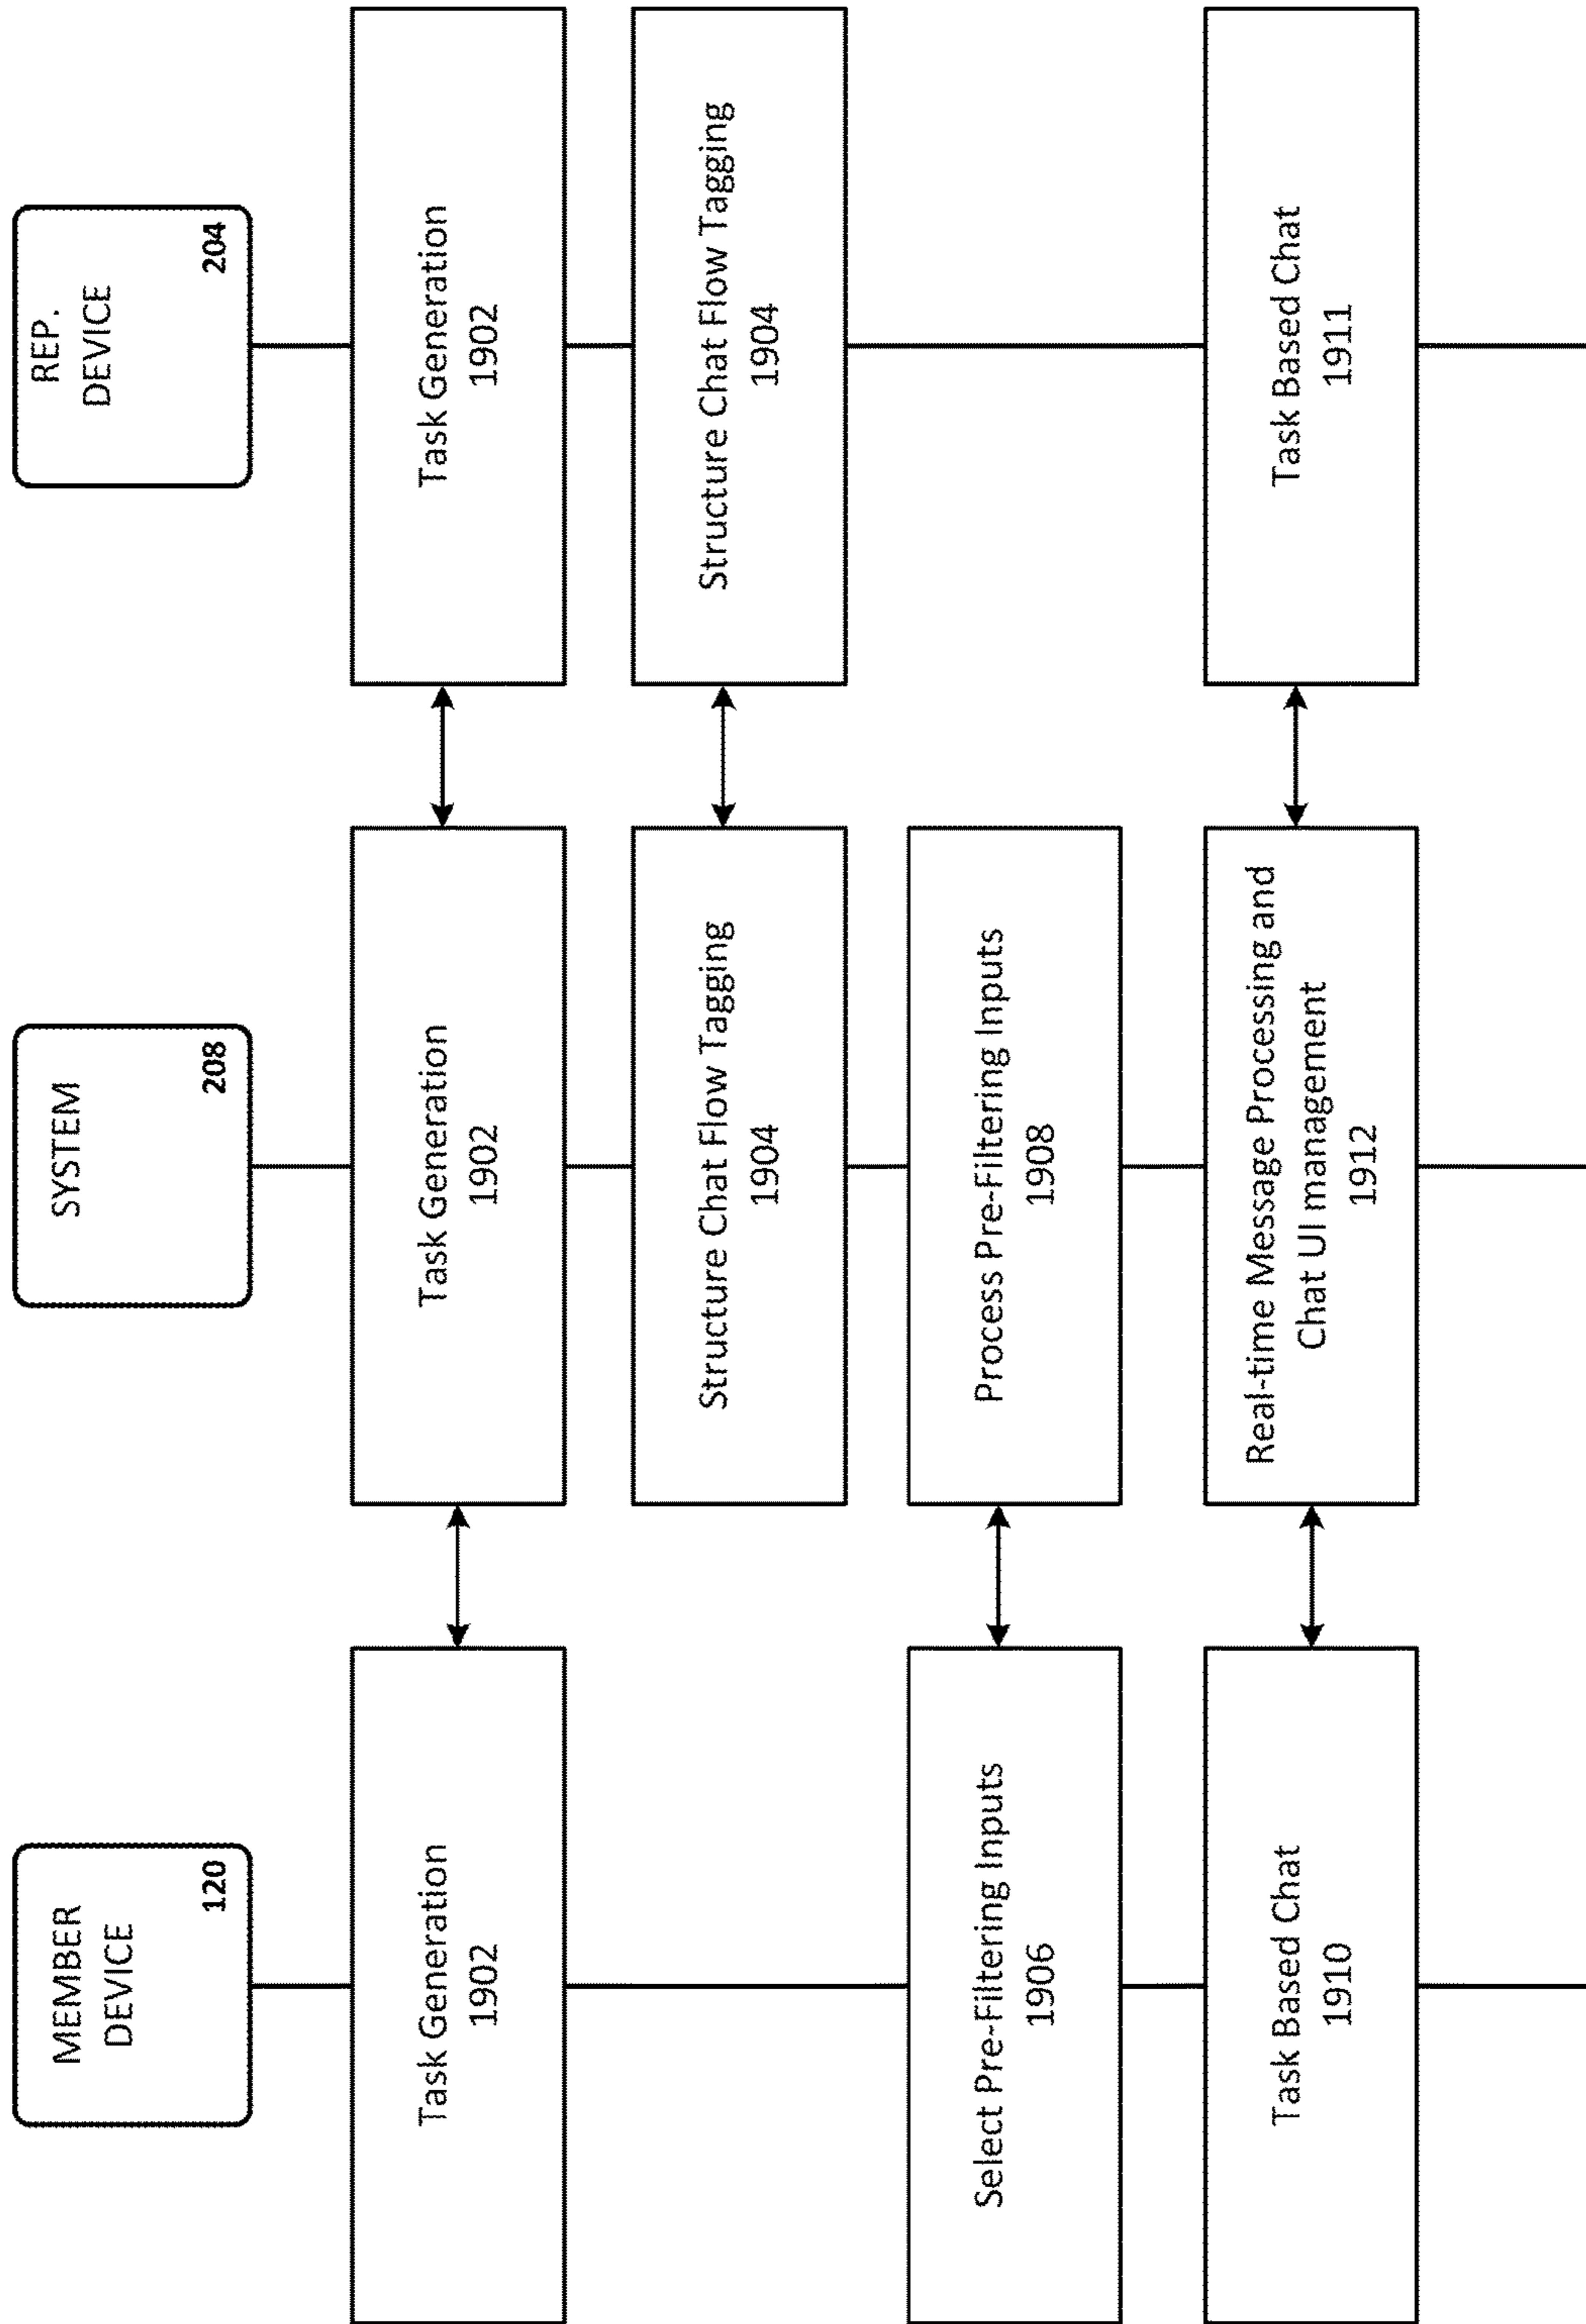 MEMBER
DEVICE
120
SYSTEM
208
REP.
DEVICE
204
Task Generation
1902
Task Generation
1902
Task Generation
1902
Structure Chat Flow Tagging
1904
Structure Chat Flow Tagging
1904
Select Pre-Filtering Inputs
1906
Process Pre-Filtering Inputs
1908
Task Based Chat
1910
Real-time Message Processing and
Chat UI management
1912
Task Based Chat
1911